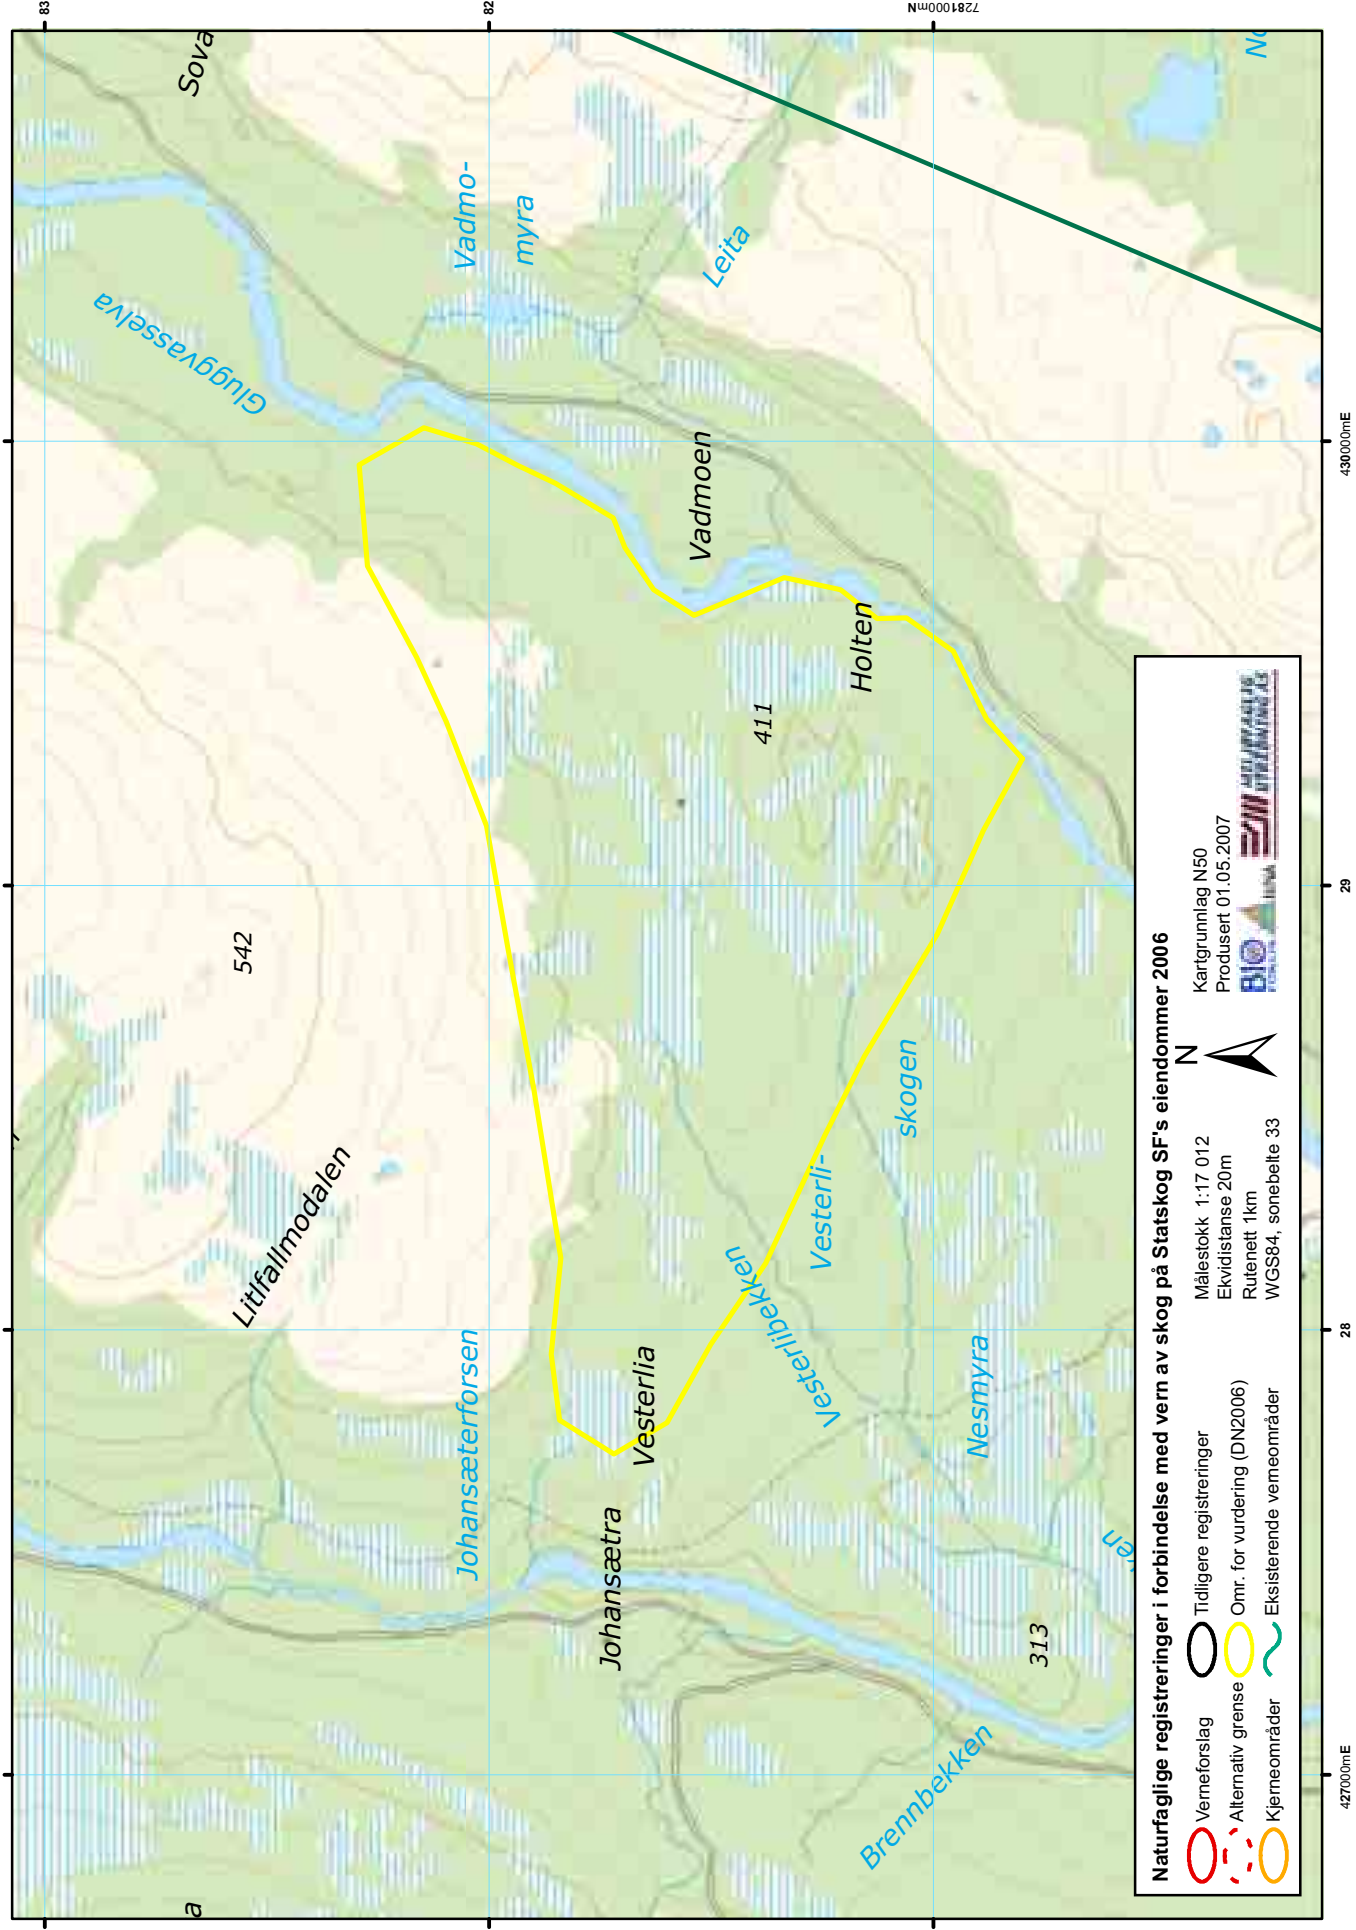 83
82
7281000mN
Sova
Gluggvasselva
Vadmo-
myra
Leita
No
Vadmoen
Holten
411
542
Litlfallmodalen
Johansæterforsen
Vesterlia
Johansætra
Vesterlibekken
Vesterli-
skogen
Nesmyra
313
Brennbekken
ken
a
427000mE
28
29
430000mE
Naturfaglige registreringer i forbindelse med vern av skog på Statskog SF's eiendommer 2006
Verneforslag
Alternativ grense
Kjerneområder
Tidligere registreringer
Omr. for vurdering (DN2006)
Eksisterende verneområder
Målestokk 1:17 012
Ekvidistanse 20m
Rutenett 1km
WGS84, sonebelte 33
N
Kartgrunnlag N50
Produsert 01.05.2007
BIO